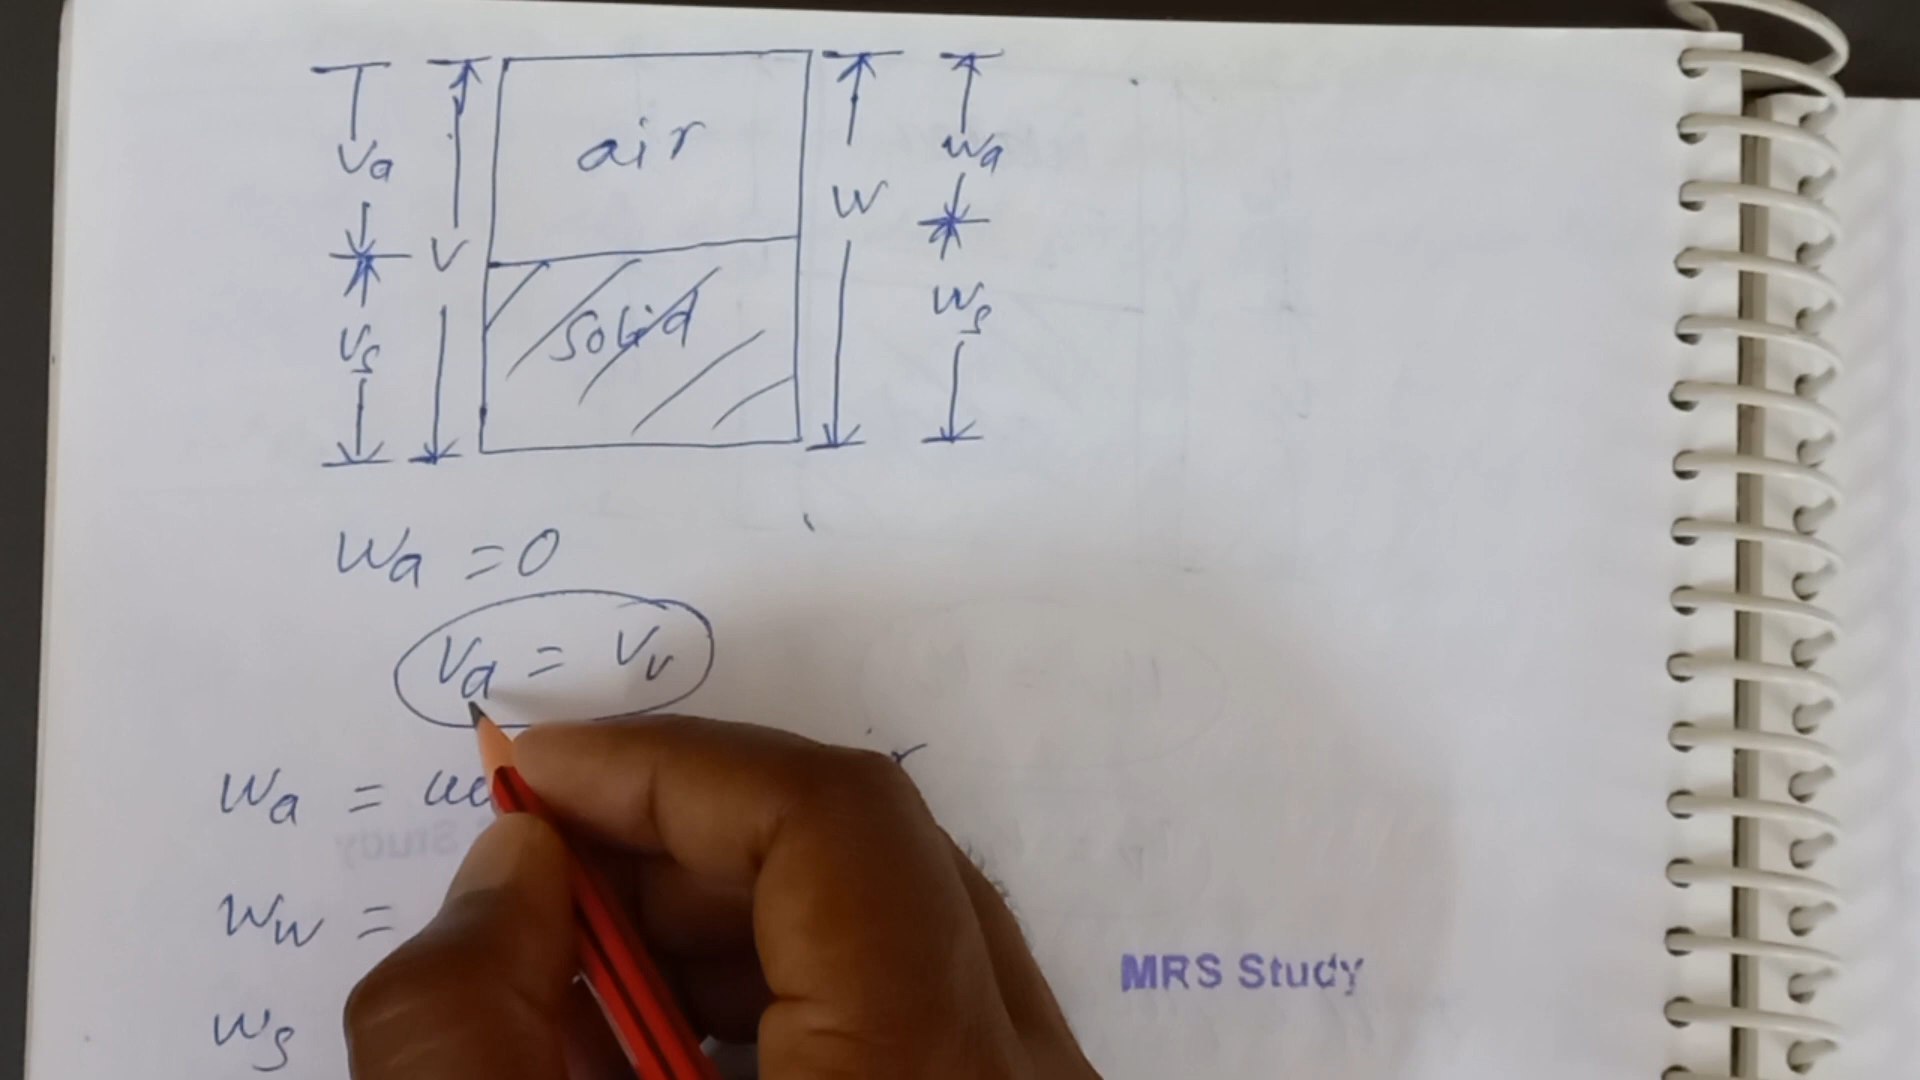 Va
V
Vs
air
solid
W
Wa
Ws
Wa = 0
Va = Vv
Wa =
Ww =
Ws
MRS Study